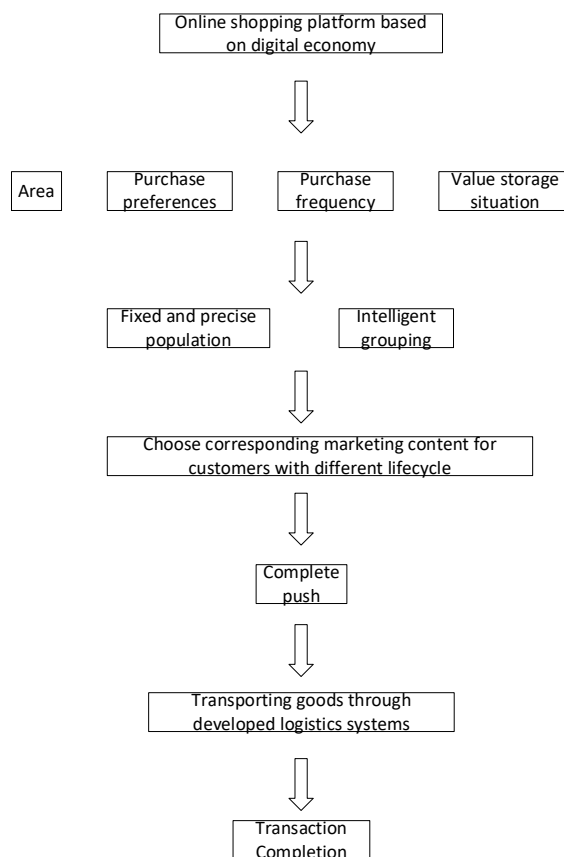 Online shopping platform based
on digital economy
Area
Purchase
preferences
Purchase
frequency
Value storage
situation
Fixed and precise
population
Intelligent
grouping
Choose corresponding marketing content for
customers with different lifecycle
Complete
push
Transporting goods through
developed logistics systems
Transaction
Completion